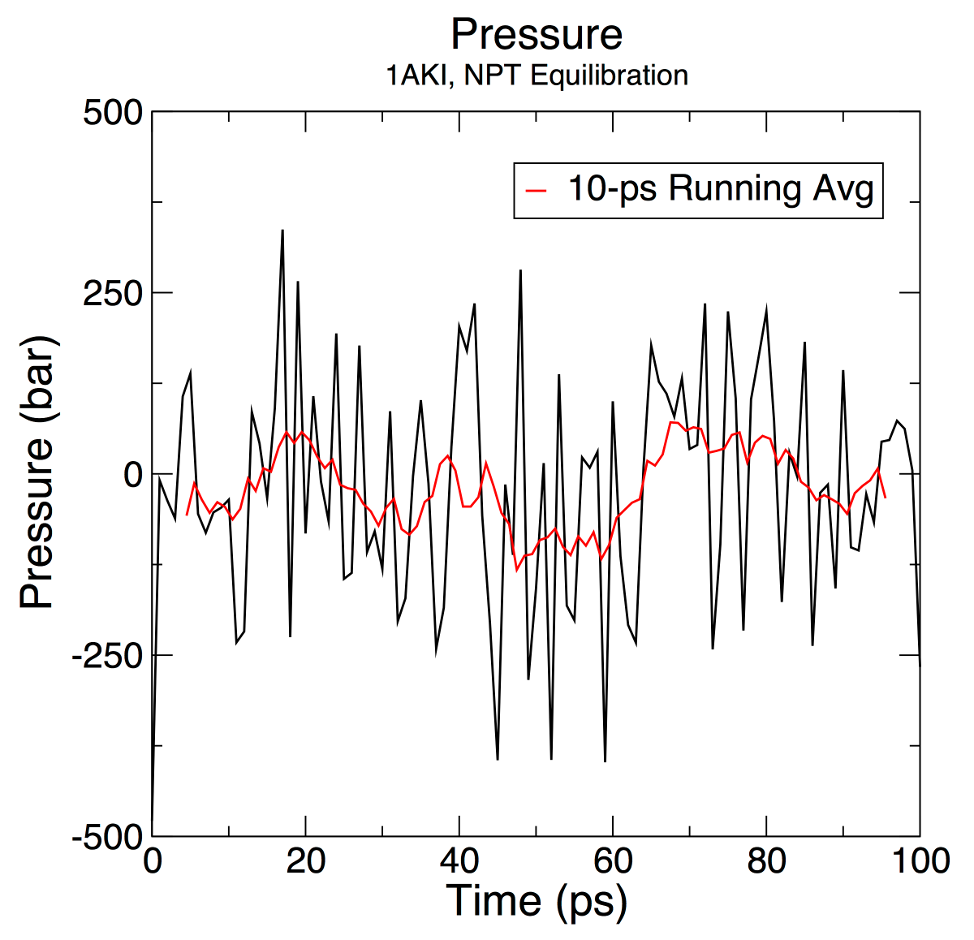 Pressure
1AKI, NPT Equilibration
500
10-ps Running Avg
250
0
-250
-500
Pressure (bar)
0 20 40 60 80 100
Time (ps)